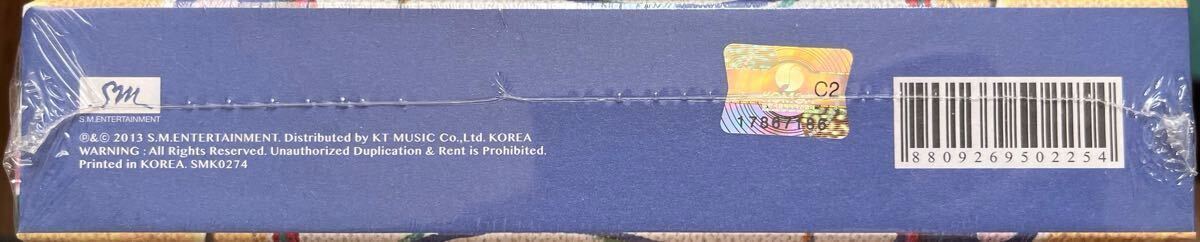 SM
S.M.ENTERTAINMENT
℗&© 2013 S.M.ENTERTAINMENT. Distributed by KT MUSIC Co.,Ltd. KOREA
WARNING : All Rights Reserved. Unauthorized Duplication & Rent is Prohibited.
Printed in KOREA. SMK0274
C2
17867186
8809269502254